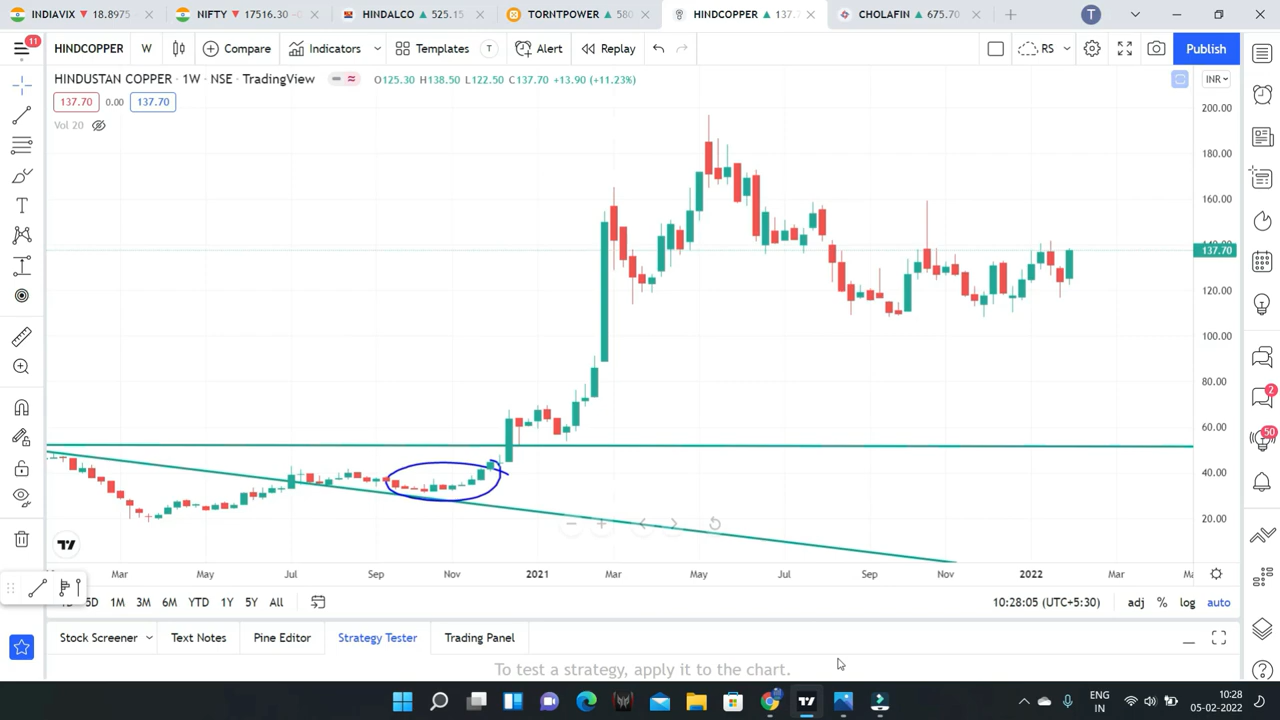 INDIAVIX ▼ 18.8975
NIFTY ▼ 17516.30
HINDALCO ▲ 525.15
TORNTPOWER ▲ 580
HINDCOPPER ▲ 137.
CHOLAFIN ▲ 675.70
T
11
HINDCOPPER
W
Compare
Indicators
Templates
T
Alert
Replay
RS
Publish
HINDUSTAN COPPER · 1W · NSE · TradingView
O125.30 H138.50 L122.50 C137.70 +13.90 (+11.23%)
INR
137.70 0.00 137.70
Vol 20
200.00
180.00
160.00
137.70
120.00
100.00
80.00
60.00
40.00
20.00
2
50
Mar May Jul Sep Nov 2021 Mar May Jul Sep Nov 2022 Mar
5D 1M 3M 6M YTD 1Y 5Y All
10:28:05 (UTC+5:30) adj % log auto
Stock Screener Text Notes Pine Editor Strategy Tester Trading Panel
To test a strategy, apply it to the chart.
ENG
IN
10:28
05-02-2022